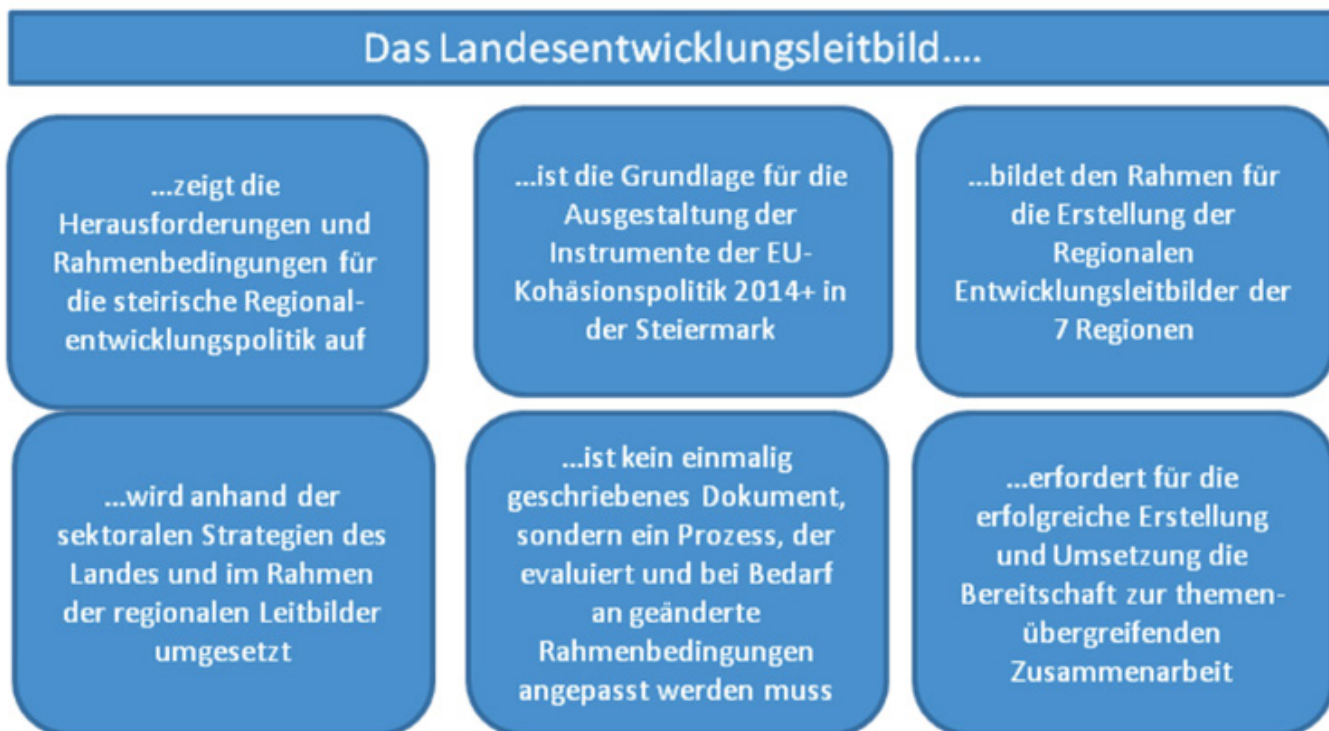 Das Landesentwicklungsleitbild....
...zeigt die
Herausforderungen und
Rahmenbedingungen für
die steirische Regional-
entwicklungspolitik auf
...ist die Grundlage für die
Ausgestaltung der
Instrumente der EU-
Kohäsionspolitik 2014+ in
der Steiermark
...bildet den Rahmen für
die Erstellung der
Regionalen
Entwicklungsleitbilder der
7 Regionen
...wird anhand der
sektoralen Strategien des
Landes und im Rahmen
der regionalen Leitbilder
umgesetzt
...ist kein einmalig
geschriebenes Dokument,
sondern ein Prozess, der
evaluiert und bei Bedarf
an geänderte
Rahmenbedingungen
angepasst werden muss
...erfordert für die
erfolgreiche Erstellung
und Umsetzung die
Bereitschaft zur themen-
übergreifenden
Zusammenarbeit